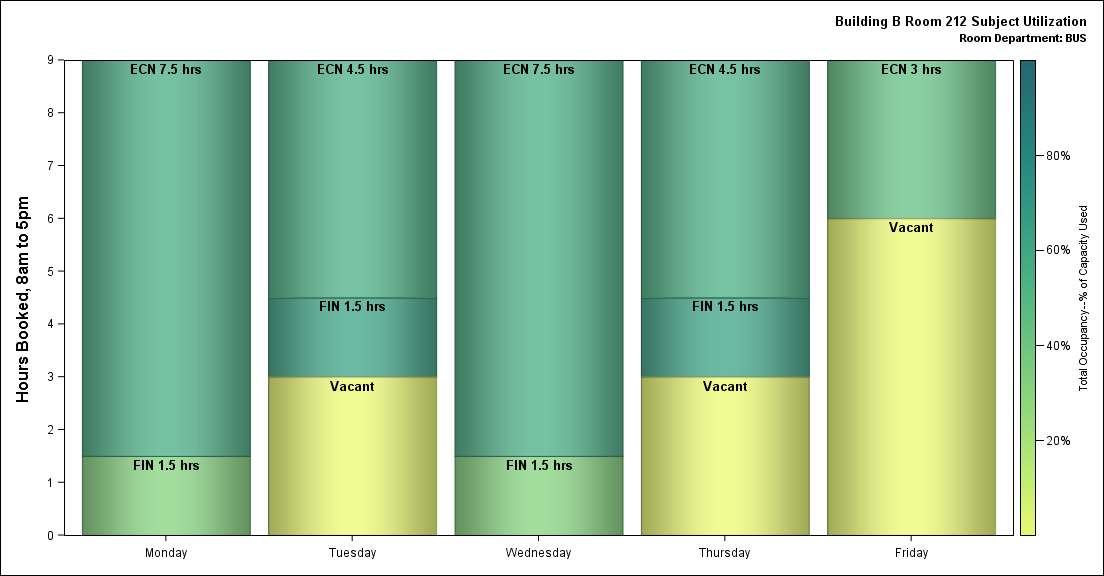 Building B Room 212 Subject Utilization
Room Department: BUS
Hours Booked, 8am to 5pm
9
8
7
6
5
4
3
2
1
0
ECN 7.5 hrs
FIN 1.5 hrs
ECN 4.5 hrs
FIN 1.5 hrs
Vacant
ECN 7.5 hrs
FIN 1.5 hrs
ECN 4.5 hrs
FIN 1.5 hrs
Vacant
ECN 3 hrs
Vacant
Monday
Tuesday
Wednesday
Thursday
Friday
80%
60%
40%
20%
Total Occupancy--% of Capacity Used